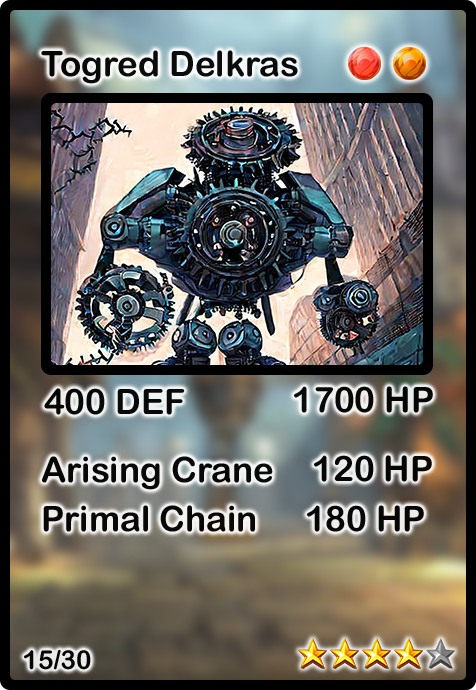 Togred Delkras
400 DEF 1700 HP
Arising Crane 120 HP
Primal Chain 180 HP
15/30